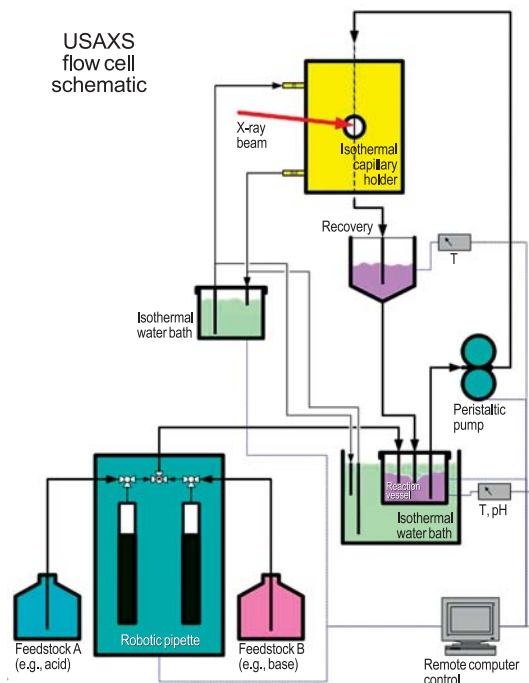 USAXS
flow cell
schematic
X-ray
beam
Isothermal
capillary
holder
Recovery
T
Isothermal
water bath
Peristaltic
pump
Reaction
vessel
T, pH
Isothermal
water bath
Feedstock A
(e.g., acid)
Robotic pipette
Feedstock B
(e.g., base)
Remote computer
control